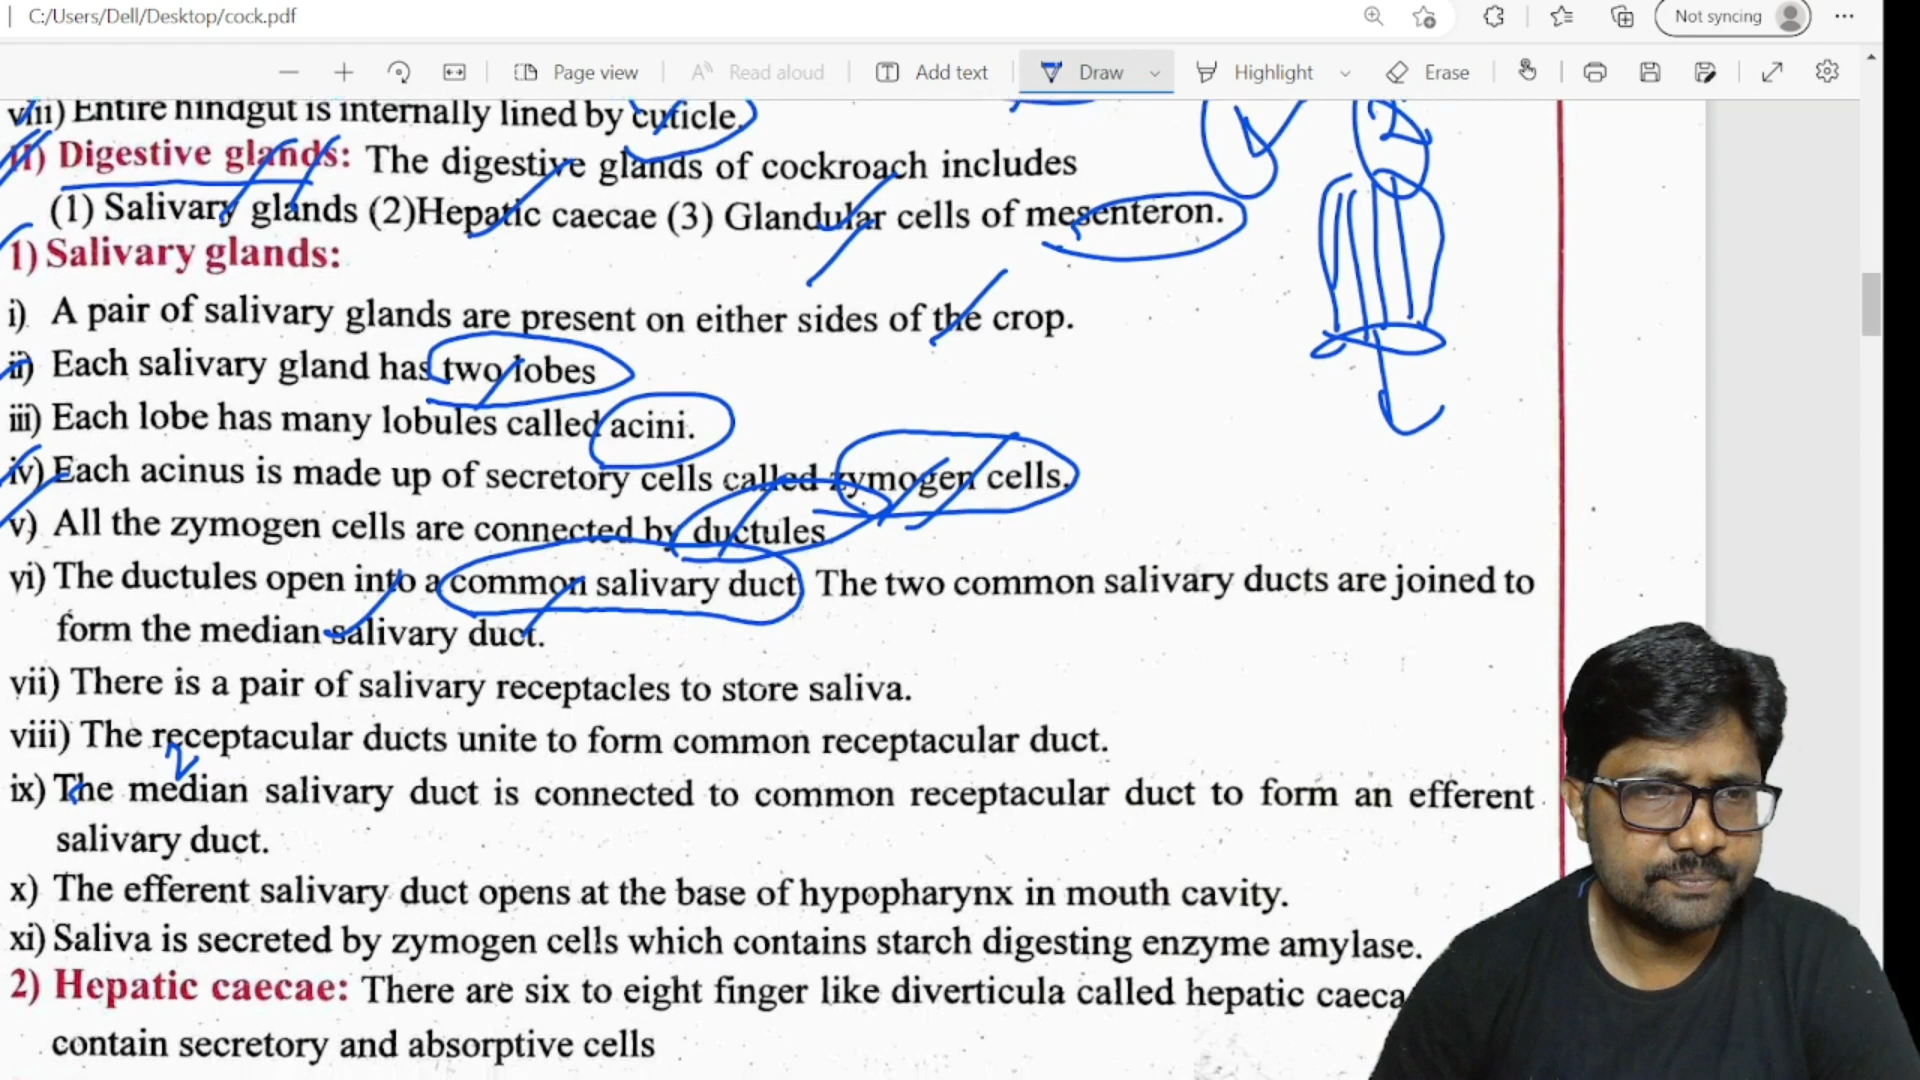 C:/Users/Dell/Desktop/cock.pdf
Not syncing
Page view
Read aloud
Add text
Draw
Highlight
Erase
viii) Entire hindgut is internally lined by cuticle.
II) Digestive glands: The digestive glands of cockroach includes
(1) Salivary glands (2)Hepatic caecae (3) Glandular cells of mesenteron.
1) Salivary glands:
i) A pair of salivary glands are present on either sides of the crop.
ii) Each salivary gland has two lobes
iii) Each lobe has many lobules called acini.
iv) Each acinus is made up of secretory cells called zymogen cells.
v) All the zymogen cells are connected by ductules
vi) The ductules open into a common salivary duct The two common salivary ducts are joined to
form the median salivary duct.
vii) There is a pair of salivary receptacles to store saliva.
viii) The receptacular ducts unite to form common receptacular duct.
ix) The median salivary duct is connected to common receptacular duct to form an efferent
salivary duct.
x) The efferent salivary duct opens at the base of hypopharynx in mouth cavity.
xi) Saliva is secreted by zymogen cells which contains starch digesting enzyme amylase.
2) Hepatic caecae: There are six to eight finger like diverticula called hepatic caeca
contain secretory and absorptive cells